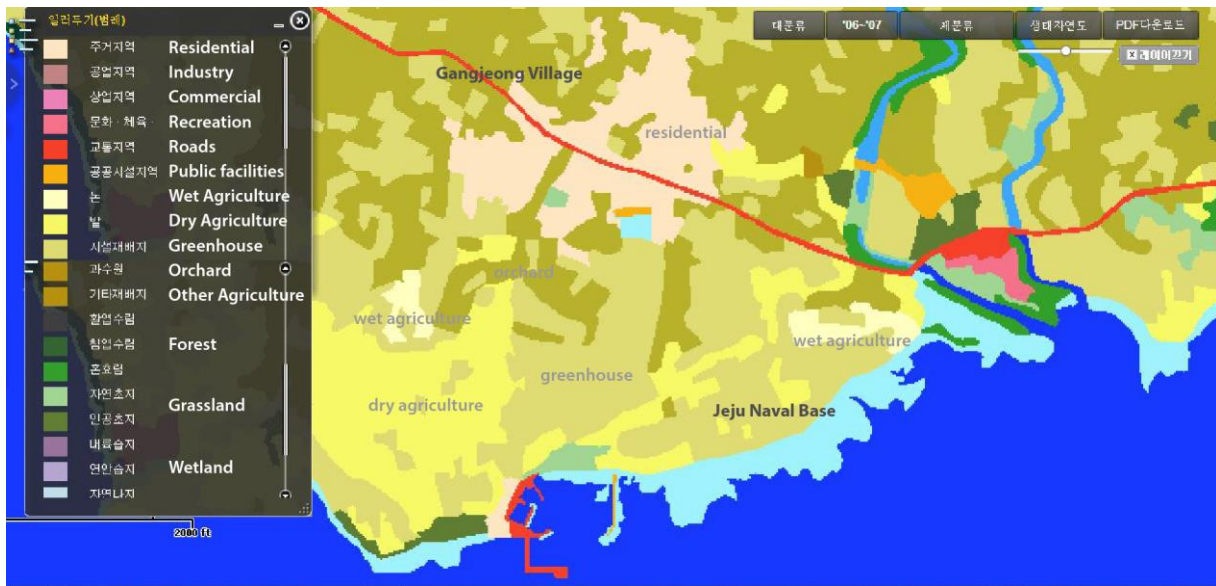 일러두기(범례)
주거지역 Residential
공업지역 Industry
상업지역 Commercial
문화·체육· Recreation
교통지역 Roads
공공시설지역 Public facilities
논 Wet Agriculture
밭 Dry Agriculture
시설재배지 Greenhouse
과수원 Orchard
기타재배지 Other Agriculture
활엽수림
침엽수림 Forest
혼효림
자연초지
Grassland
인공초지
내륙습지
연안습지 Wetland
자연나지
2000 ft
대분류 '06~'07 세분류 생태자연도 PDF다운로드
레이어끄기
Gangjeong Village
residential
orchard
wet agriculture
wet agriculture
greenhouse
dry agriculture
Jeju Naval Base